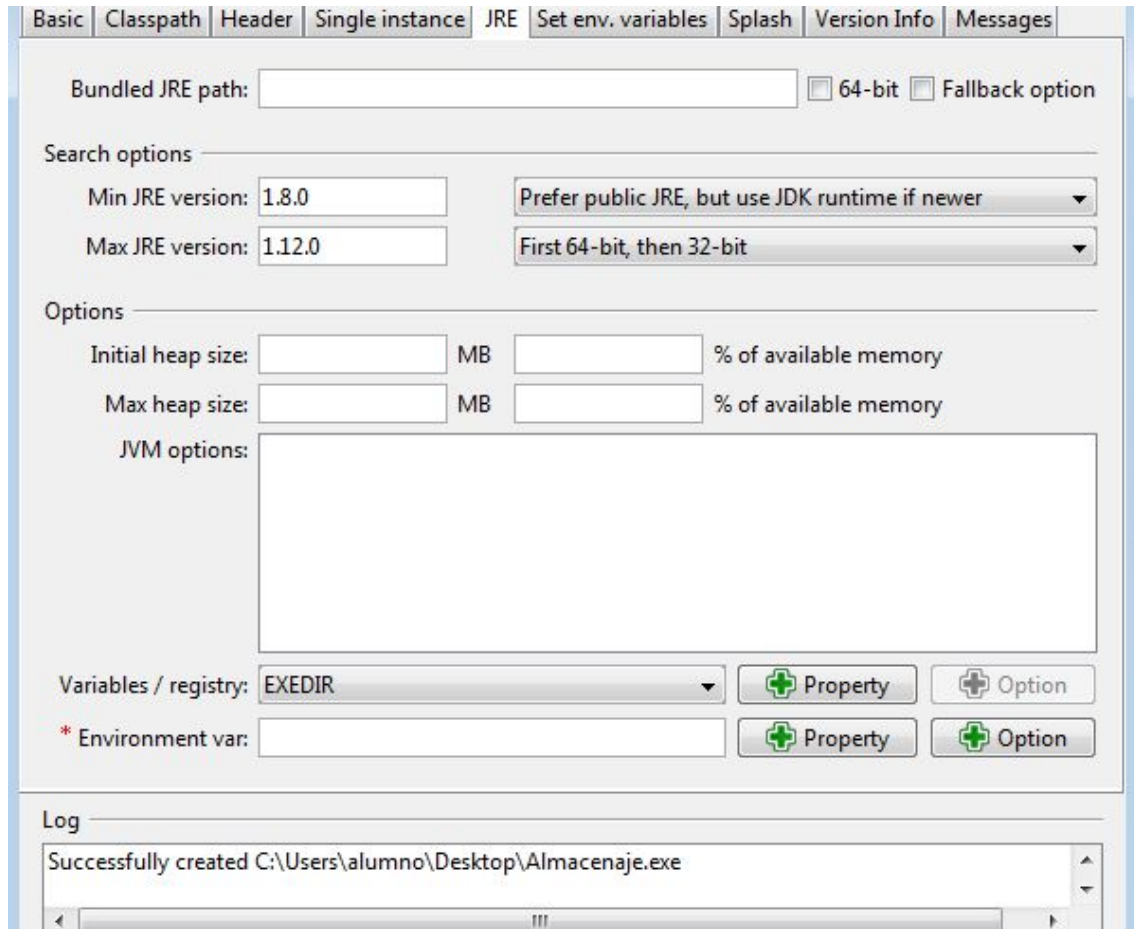 Basic Classpath Header Single instance JRE Set env. variables Splash Version Info Messages
Bundled JRE path: 64-bit Fallback option
Search options
Min JRE version: 1.8.0 Prefer public JRE, but use JDK runtime if newer
Max JRE version: 1.12.0 First 64-bit, then 32-bit
Options
Initial heap size: MB % of available memory
Max heap size: MB % of available memory
JVM options:
Variables / registry: EXEDIR Property Option
* Environment var: Property Option
Log
Successfully created C:\Users\alumno\Desktop\Almacenaje.exe